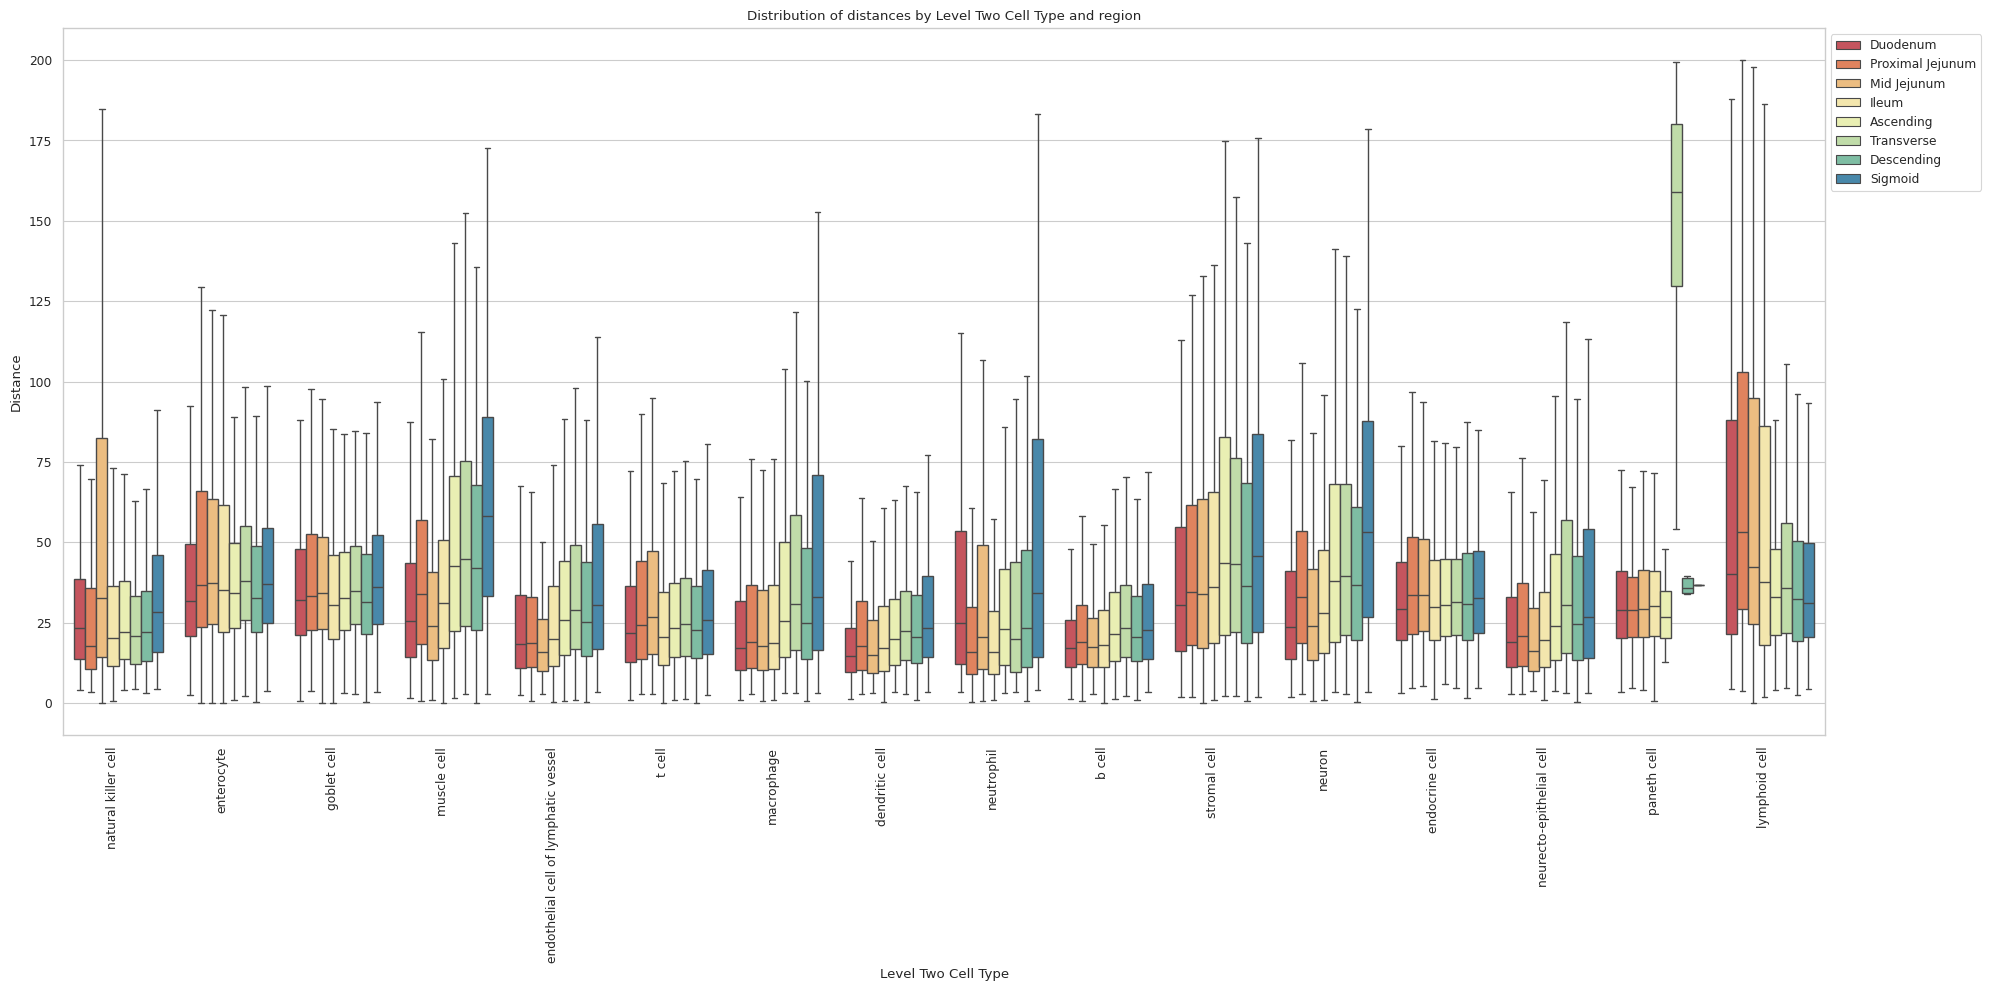 Distribution of distances by Level Two Cell Type and region
Distance
200
175
150
125
100
75
50
25
0
Duodenum
Proximal Jejunum
Mid Jejunum
Ileum
Ascending
Transverse
Descending
Sigmoid
natural killer cell
enterocyte
goblet cell
muscle cell
endothelial cell of lymphatic vessel
t cell
macrophage
dendritic cell
neutrophil
b cell
stromal cell
neuron
endocrine cell
neurecto-epithelial cell
paneth cell
lymphoid cell
Level Two Cell Type